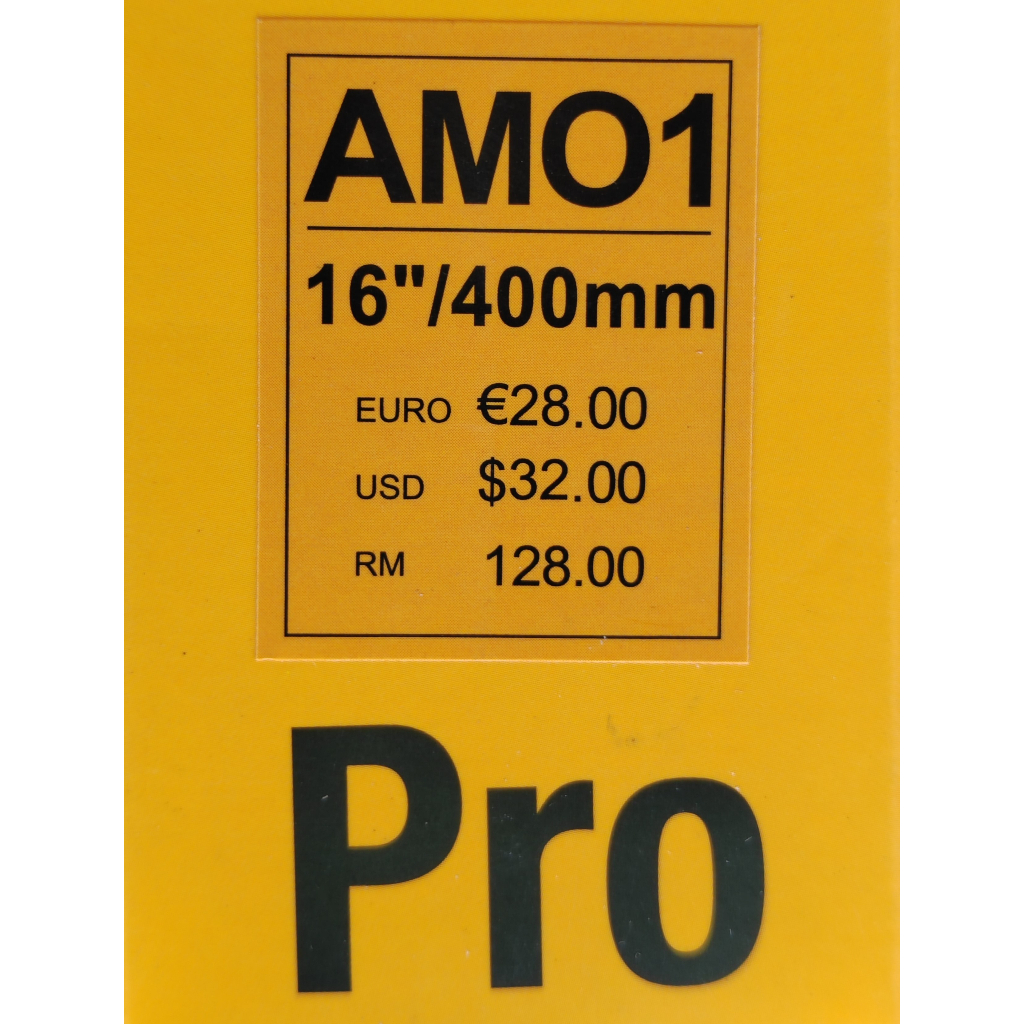 AMO1
16"/400mm
EURO €28.00
USD $32.00
RM 128.00
Pro